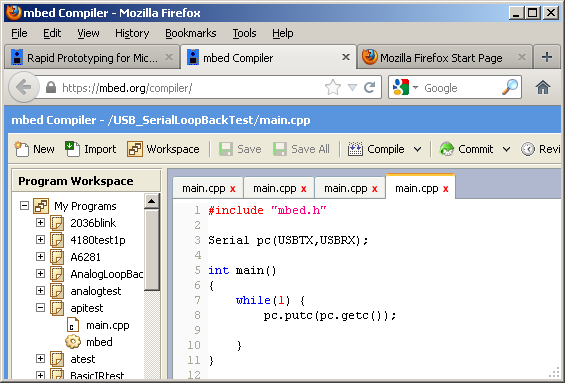 mbed Compiler - Mozilla Firefox
File Edit View History Bookmarks Tools Help
Rapid Prototyping for Mic... mbed Compiler Mozilla Firefox Start Page
https://mbed.org/compiler/ Google
mbed Compiler - /USB_SerialLoopBackTest/main.cpp
New Import Workspace Save Save All Compile Commit Revi
Program Workspace
My Programs
2036blink
4180test1p
A6281
AnalogLoopBac
analogtest
apitest
main.cpp
mbed
atest
BasicIRtest
main.cpp x main.cpp x main.cpp x main.cpp x
1 #include "mbed.h"
2
3 Serial pc(USBTX,USBRX);
4
5 int main()
6 {
7 while(1) {
8 pc.putc(pc.getc());
9
10 }
11 }
12